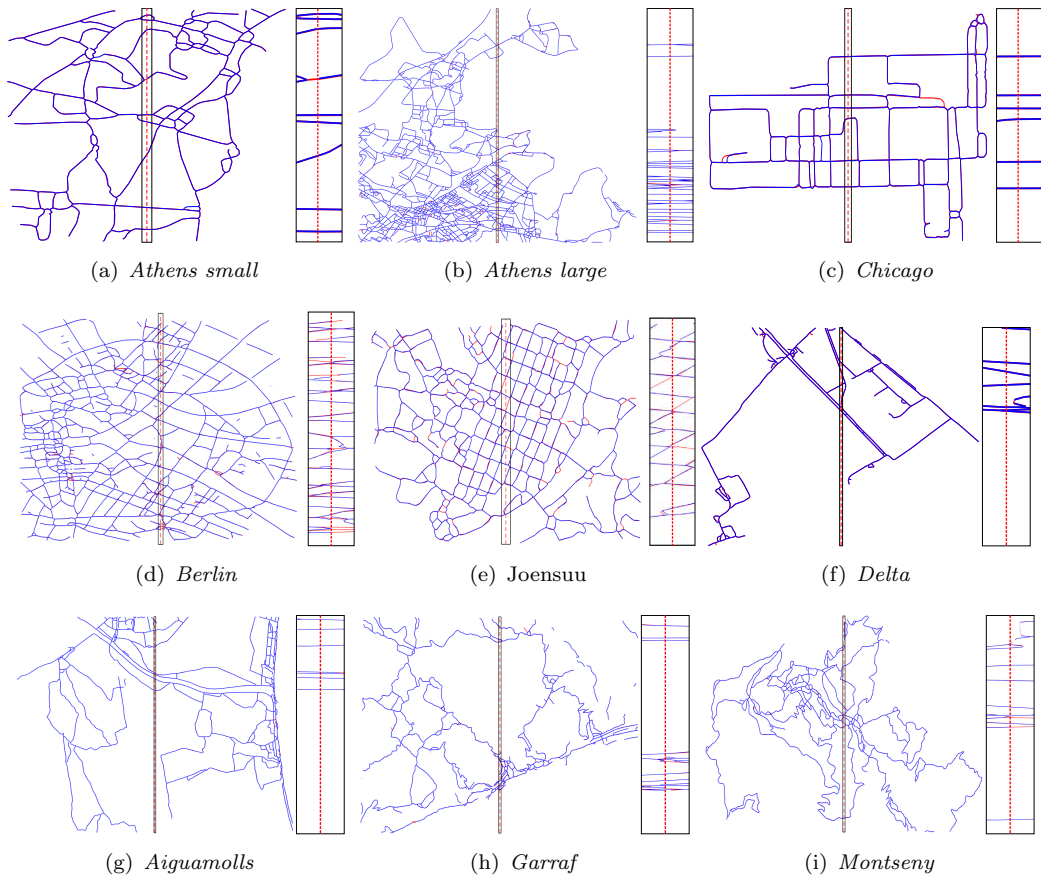 (a) Athens small
(b) Athens large
(c) Chicago
(d) Berlin
(e) Joensuu
(f) Delta
(g) Aiguamolls
(h) Garraf
(i) Montseny